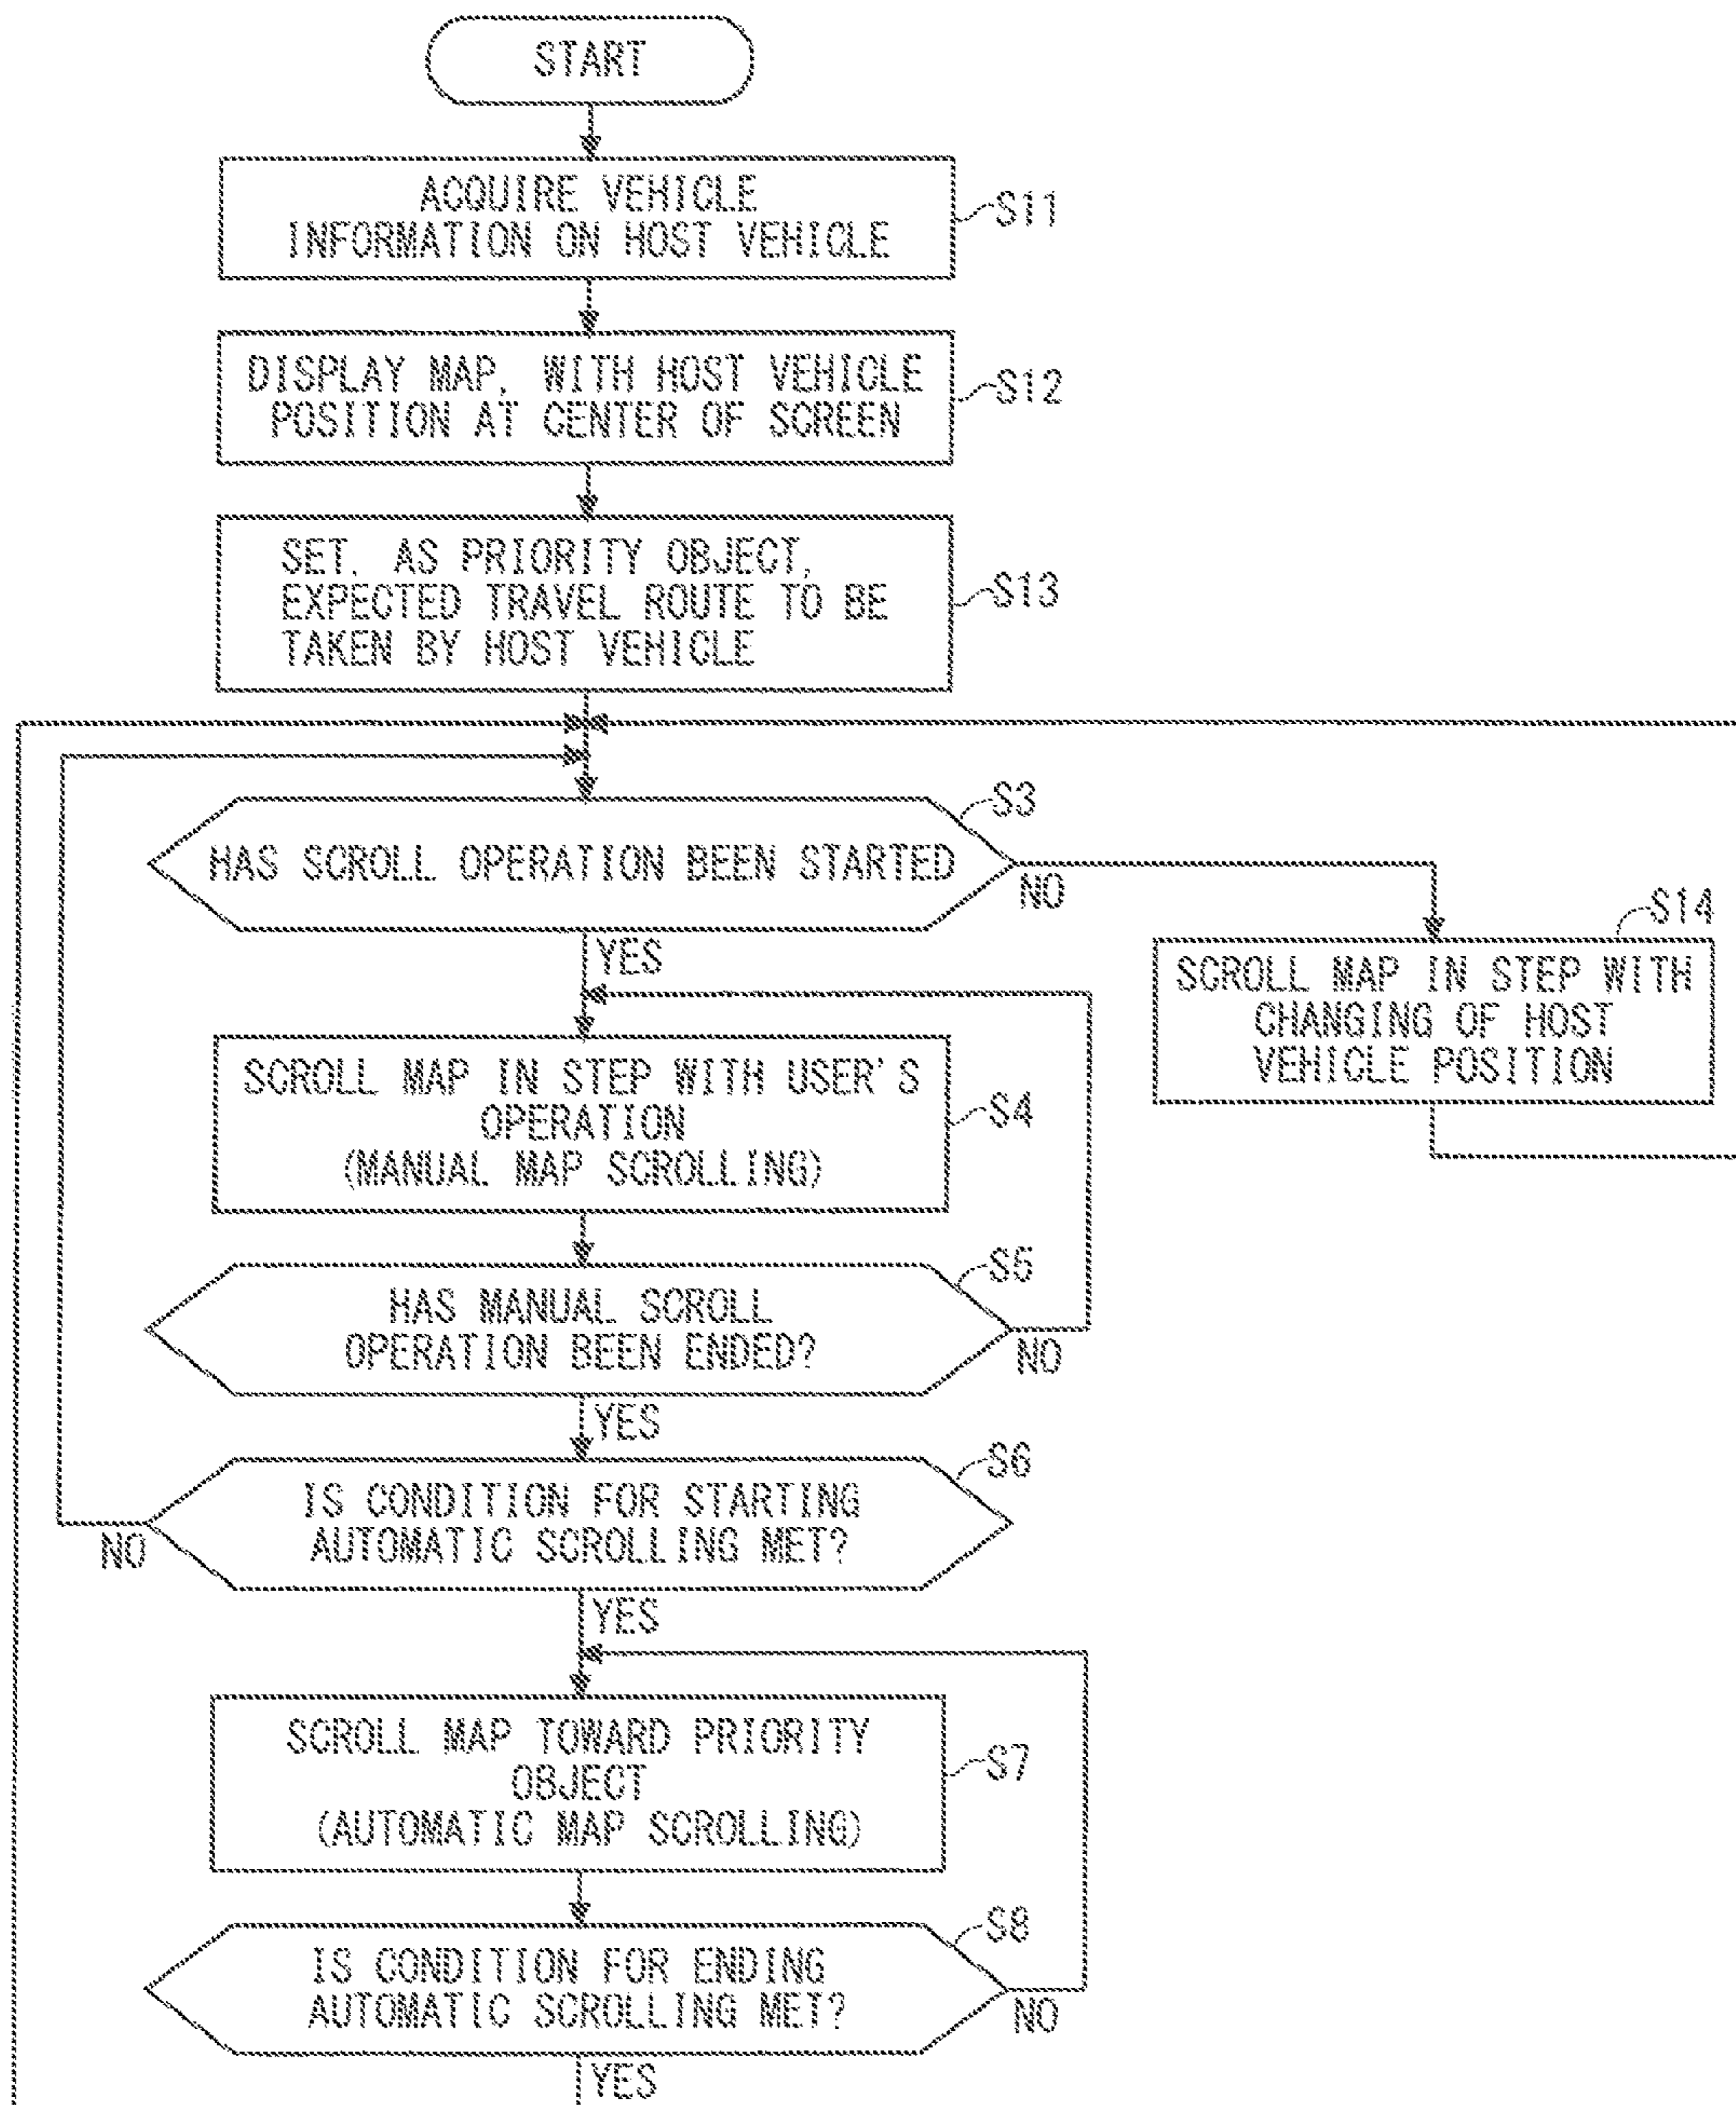 START
ACQUIRE VEHICLE
INFORMATION ON HOST VEHICLE
S11
DISPLAY MAP, WITH HOST VEHICLE
POSITION AT CENTER OF SCREEN
S12
SET, AS PRIORITY OBJECT,
EXPECTED TRAVEL ROUTE TO BE
TAKEN BY HOST VEHICLE
S13
S3
HAS SCROLL OPERATION BEEN STARTED
NO
YES
S14
SCROLL MAP IN STEP WITH
CHANGING OF HOST
VEHICLE POSITION
SCROLL MAP IN STEP WITH USER'S
OPERATION
(MANUAL MAP SCROLLING)
S4
S5
HAS MANUAL SCROLL
OPERATION BEEN ENDED?
NO
YES
S6
IS CONDITION FOR STARTING
AUTOMATIC SCROLLING MET?
NO
YES
SCROLL MAP TOWARD PRIORITY
OBJECT
(AUTOMATIC MAP SCROLLING)
S7
S8
IS CONDITION FOR ENDING
AUTOMATIC SCROLLING MET?
NO
YES